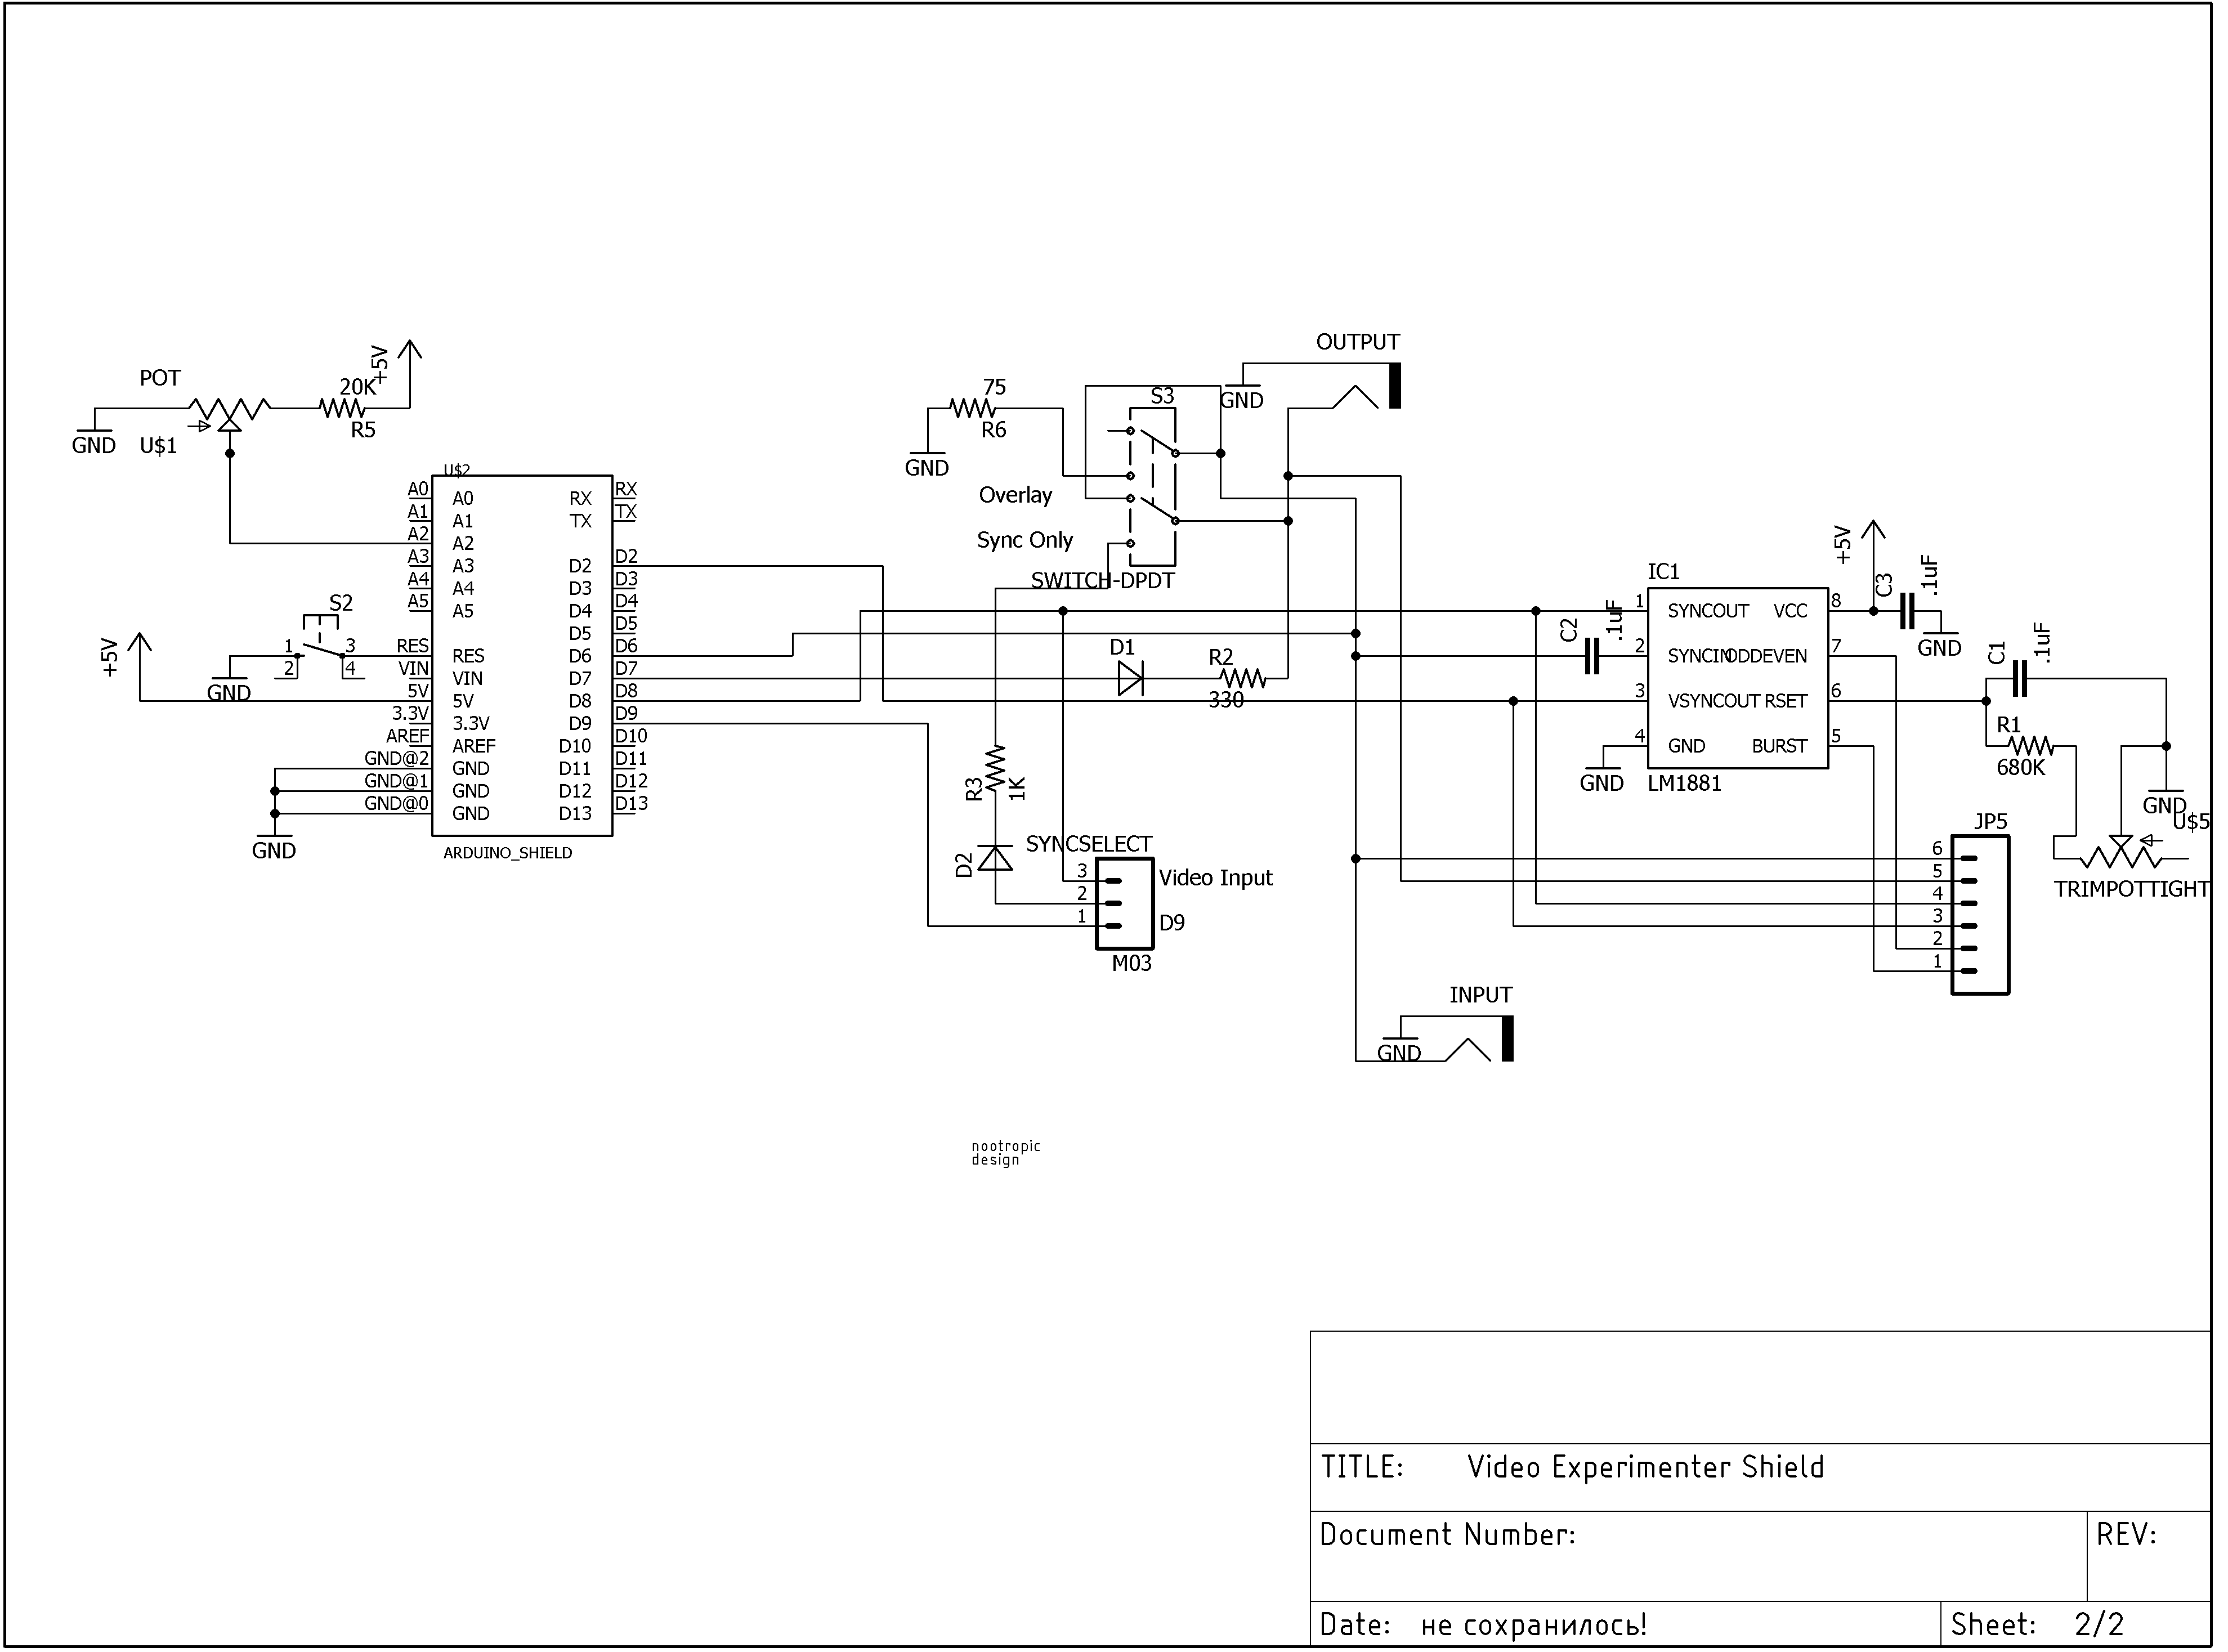 OUTPUT
+5V
POT
20K
R5
GND
U$1
75
R6
GND
S3
GND
Overlay
Sync Only
SWITCH-DPDT
U$2
A0 A0 RX RX
A1 A1 TX TX
A2 A2
A3 A3 D2 D2
A4 A4 D3 D3
A5 A5 D4 D4
D5 D5
RES RES D6 D6
VIN VIN D7 D7
5V 5V D8 D8
3.3V 3.3V D9 D9
AREF AREF D10 D10
GND@2 GND D11 D11
GND@1 GND D12 D12
GND@0 GND D13 D13
ARDUINO_SHIELD
S2
1 3
2 4
+5V
GND
GND
D1
R2
330
R3
1K
D2
SYNCSELECT
3 Video Input
2
1 D9
M03
C2
.1uF
IC1
1 SYNCOUT VCC 8
2 SYNCIN ODDEVEN 7
3 VSYNCOUT RSET 6
4 GND BURST 5
LM1881
GND
+5V
C3
.1uF
GND
C1
.1uF
R1
680K
GND
U$5
TRIMPOTTIGHT
JP5
6
5
4
3
2
1
INPUT
GND
nootropic
design
TITLE: Video Experimenter Shield
Document Number:
REV:
Date: не сохранилось!
Sheet: 2/2